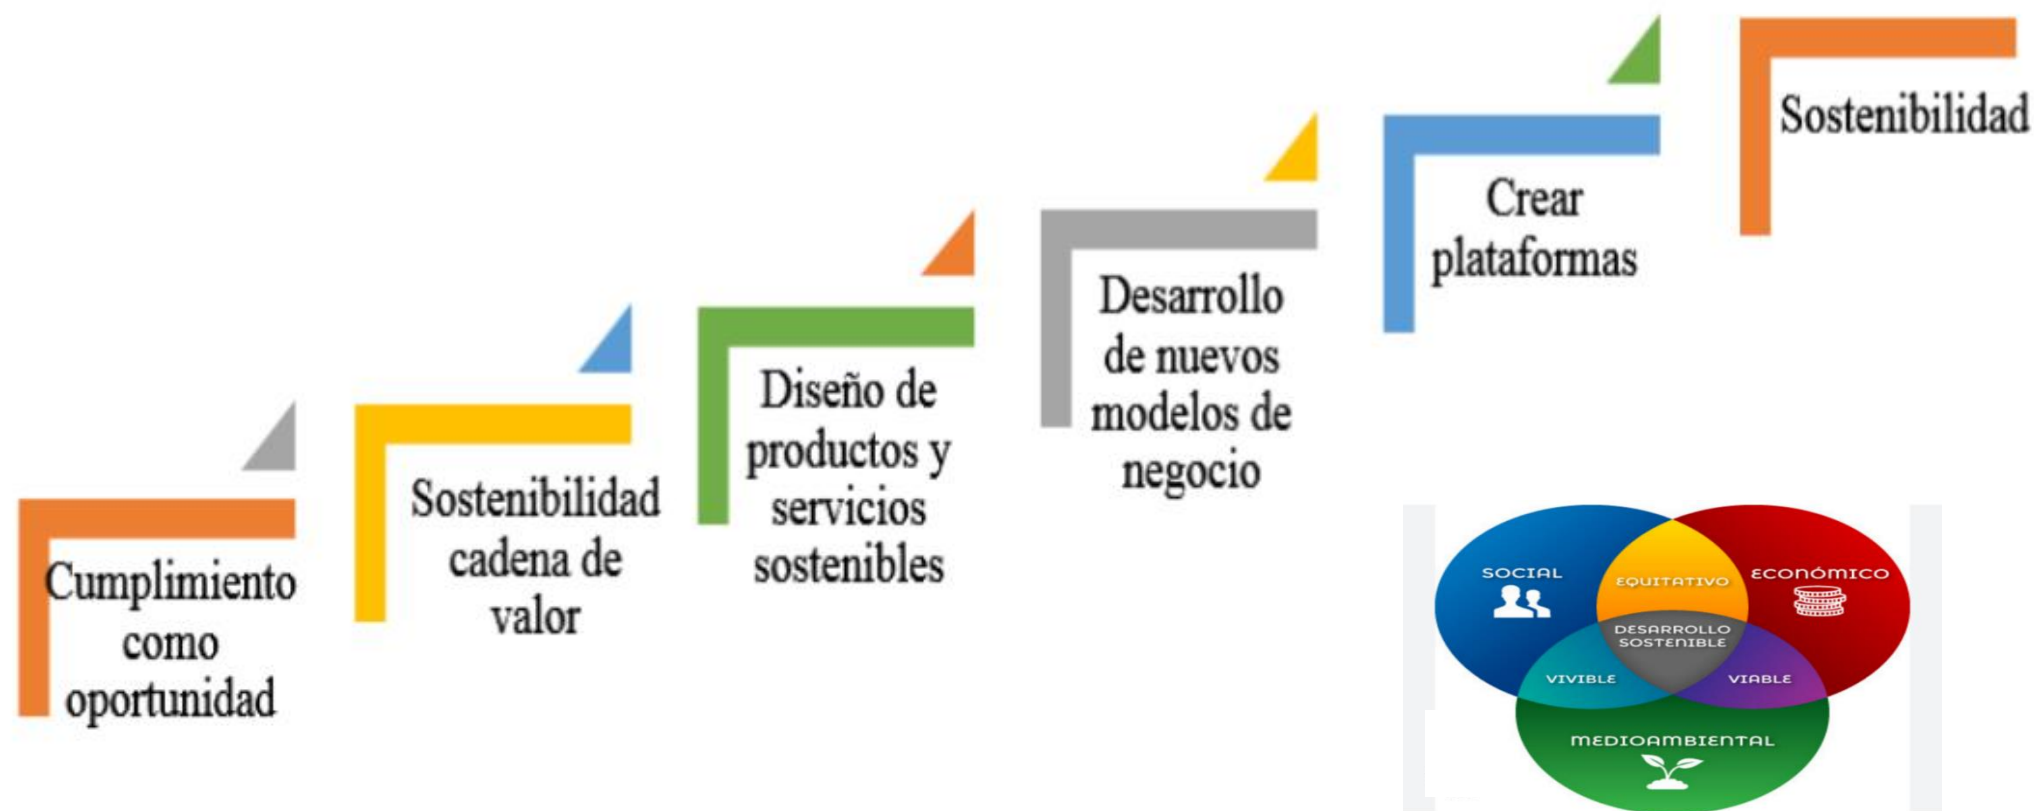 Cumplimiento
como
oportunidad
Sostenibilidad
cadena de
valor
Diseño de
productos y
servicios
sostenibles
Desarrollo
de nuevos
modelos de
negocio
Crear
plataformas
Sostenibilidad
SOCIAL
EQUITATIVO
ECONÓMICO
DESARROLLO
SOSTENIBLE
VIVIBLE
VIABLE
MEDIOAMBIENTAL